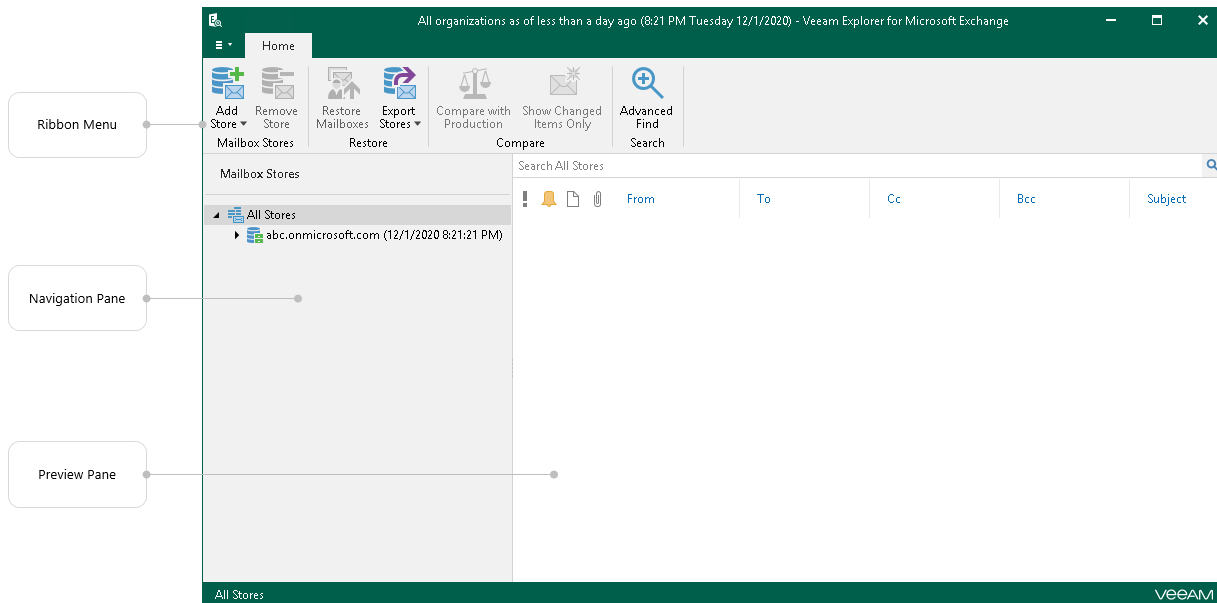 All organizations as of less than a day ago (8:21 PM Tuesday 12/1/2020) - Veeam Explorer for Microsoft Exchange
Home
Add Store
Remove Store
Restore Mailboxes
Export Stores
Compare with Production
Show Changed Items Only
Advanced Find
Mailbox Stores
Restore
Compare
Search
Ribbon Menu
Mailbox Stores
Search All Stores
From To Cc Bcc Subject
All Stores
abc.onmicrosoft.com (12/1/2020 8:21:21 PM)
Navigation Pane
Preview Pane
All Stores
veeam